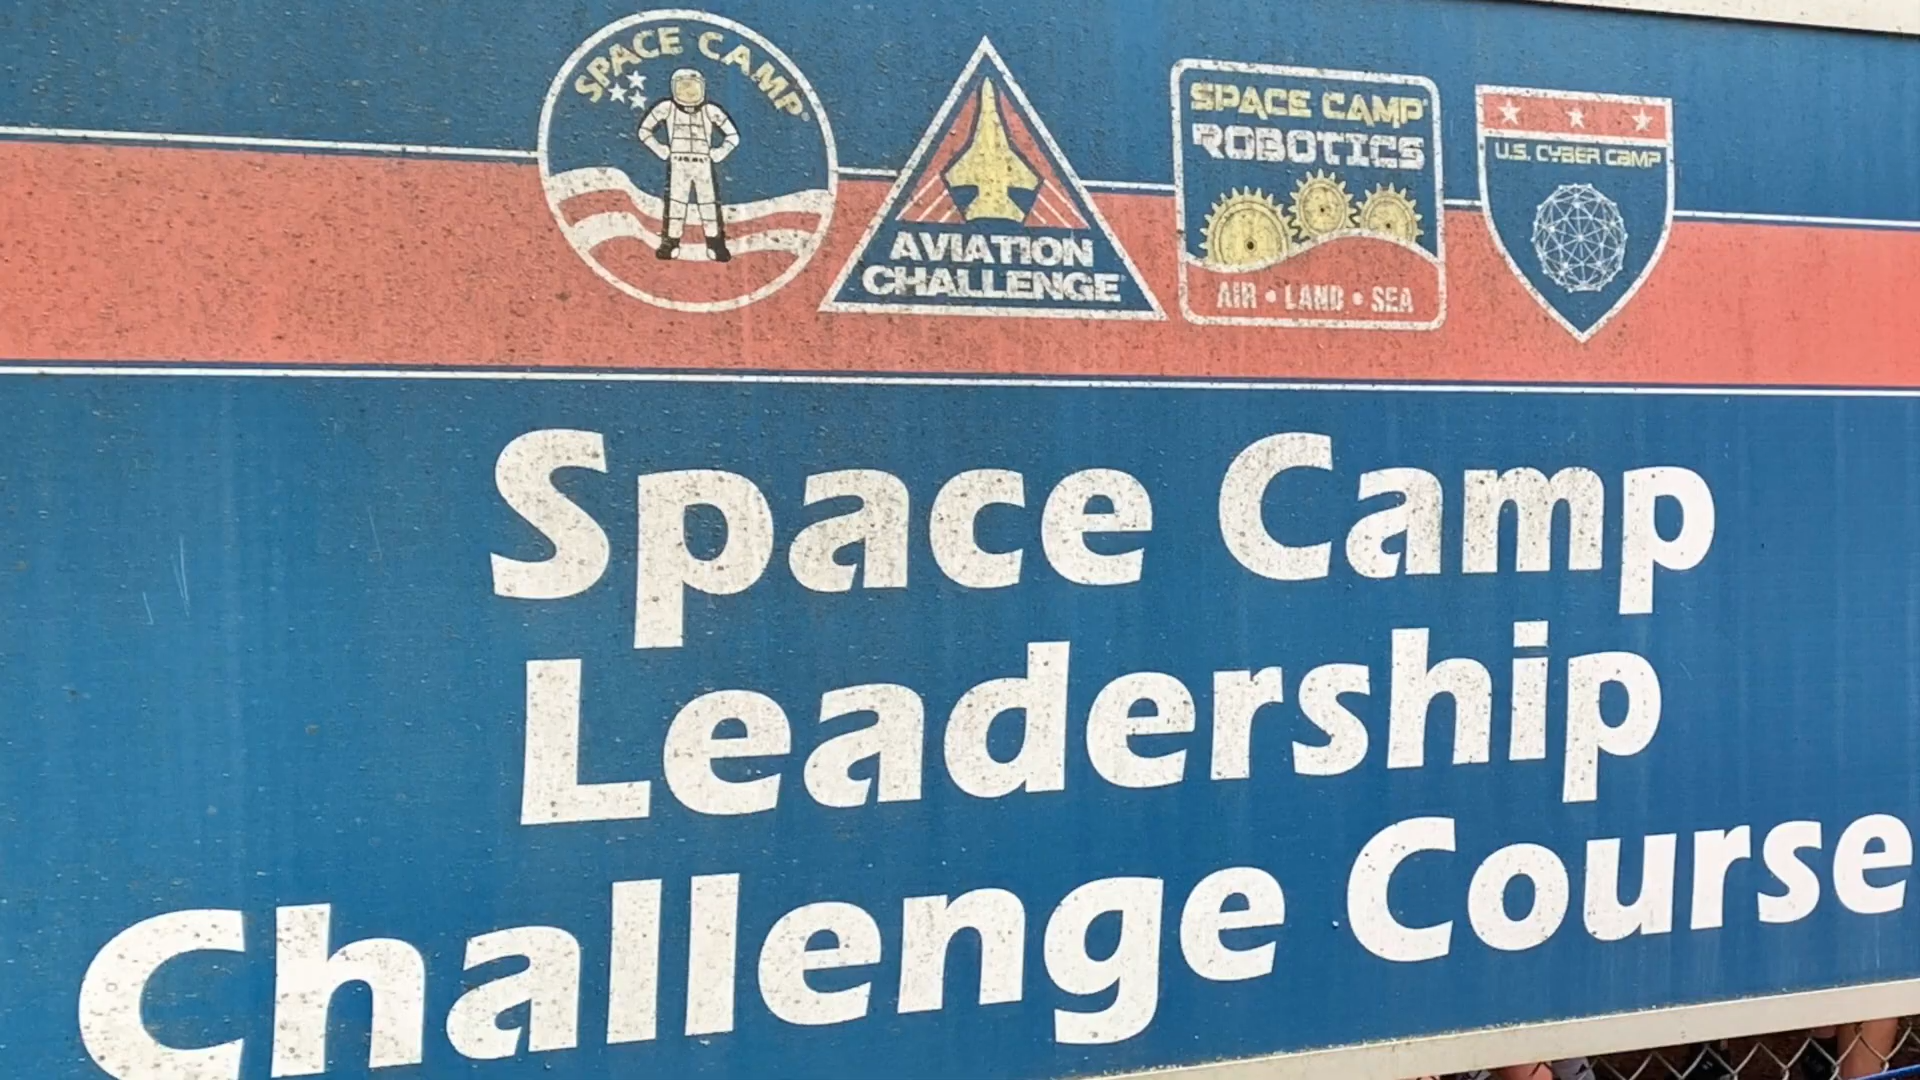 SPACE CAMP®
AVIATION
CHALLENGE
SPACE CAMP
ROBOTICS
AIR • LAND • SEA
U.S. CYBER CAMP
Space Camp
Leadership
Challenge Course